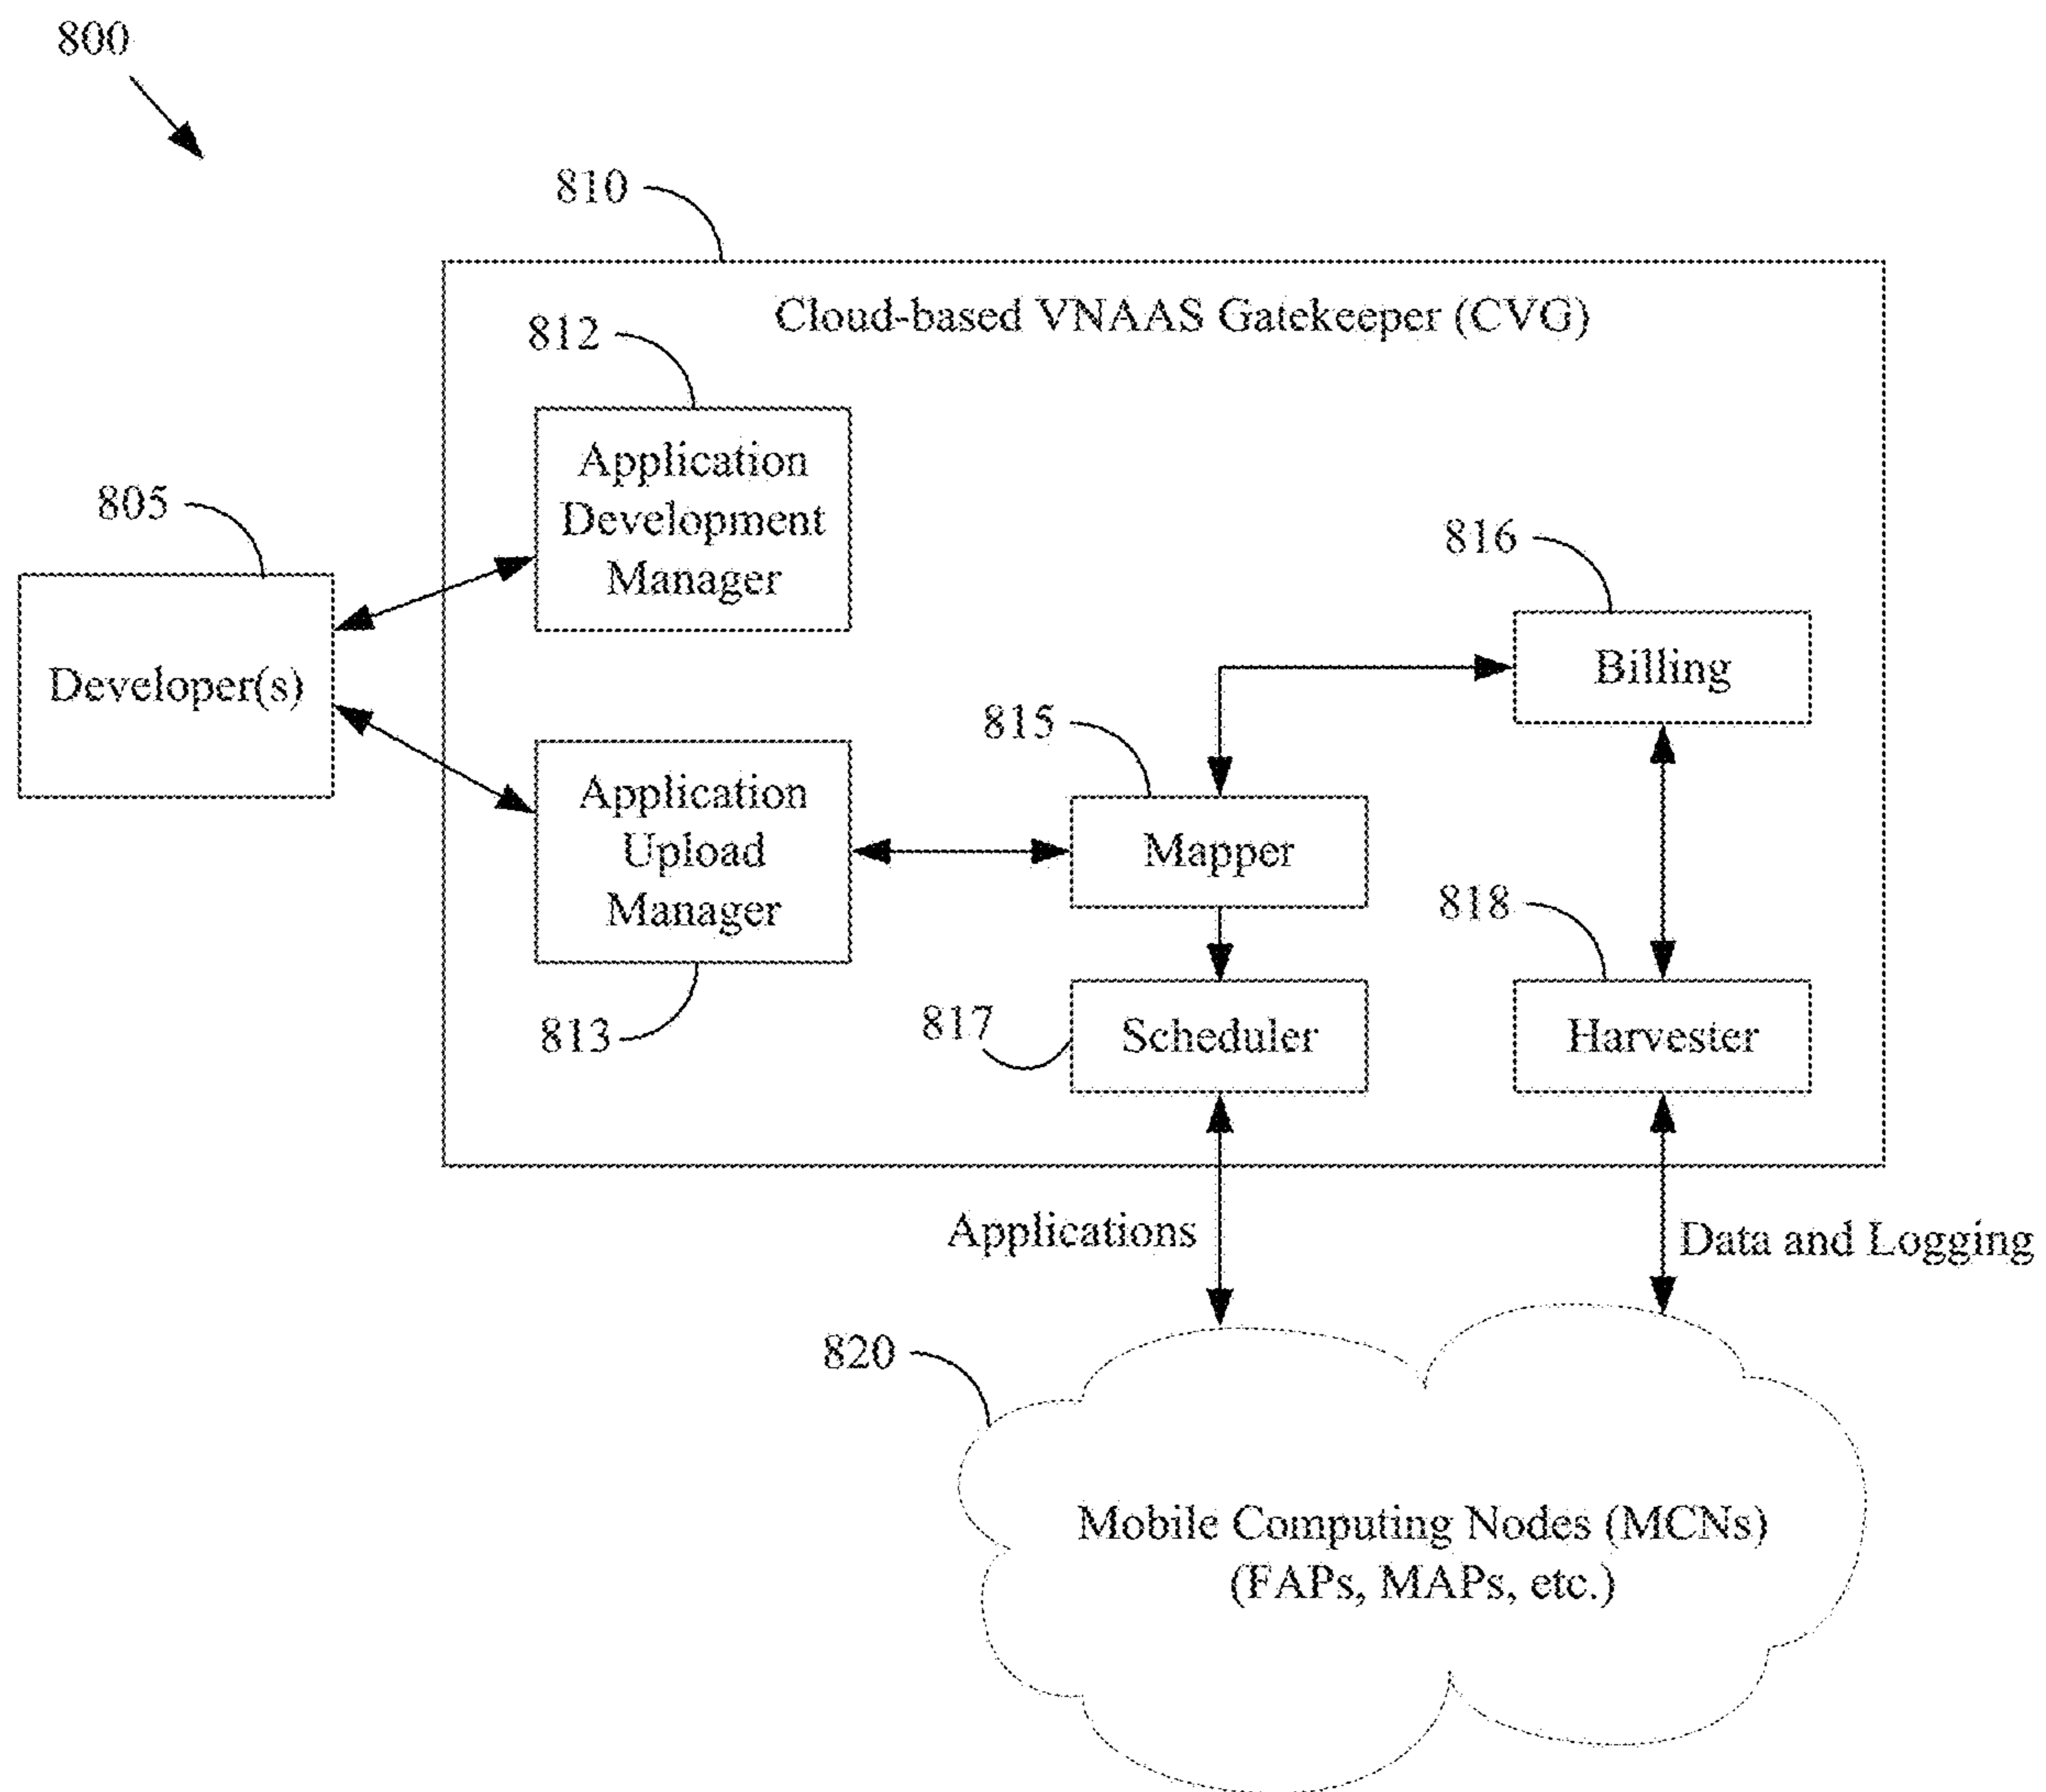 800
810
Cloud-based VNAAS Gatekeeper (CVG)
812
Application
Development
Manager
805
Developer(s)
816
Billing
815
Application
Upload
Manager
Mapper
818
813
817
Scheduler
Harvester
Applications
Data and Logging
820
Mobile Computing Nodes (MCNs)
(FAPs, MAPs, etc.)